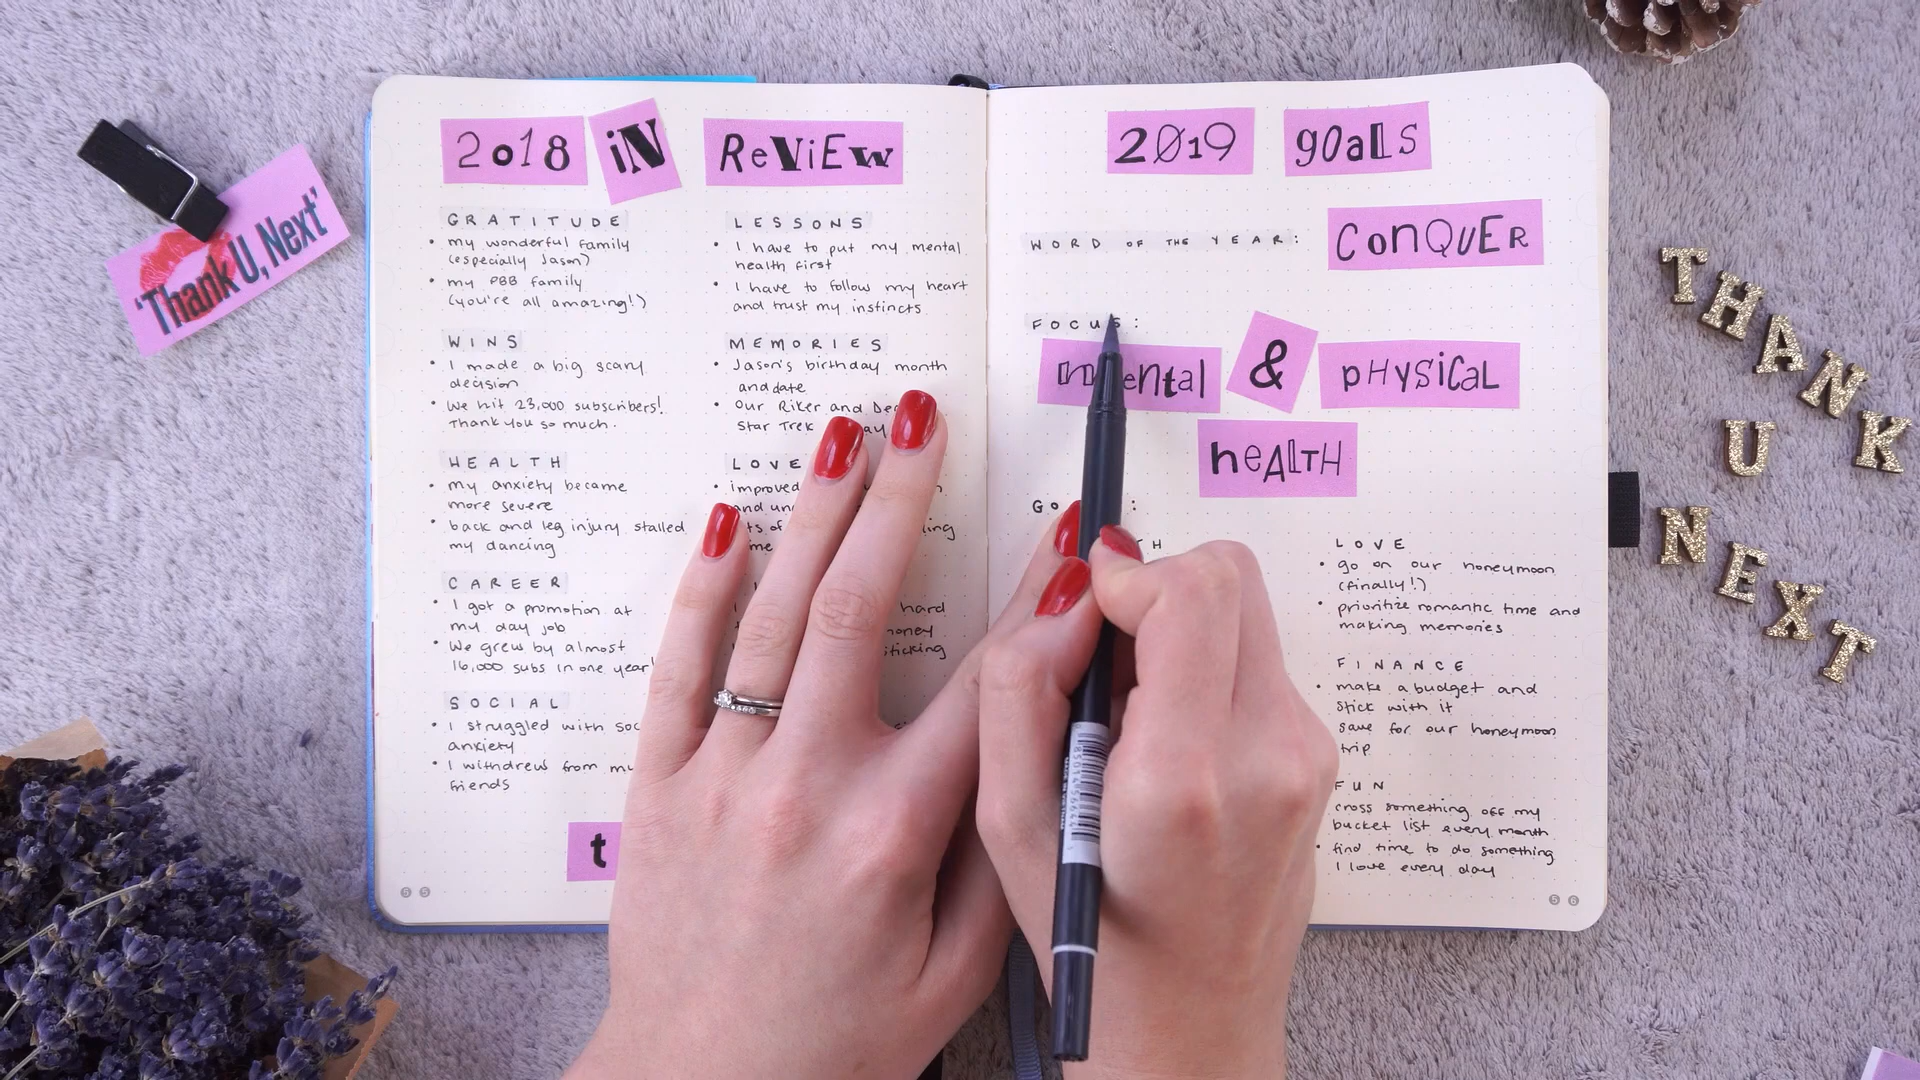 2018 iN ReViEw
GRATITUDE
• my wonderful family
(especially Jason)
• my PBB family
(you're all amazing!)
WINS
• I made a big scary
decision
• We hit 23,000 subscribers!
Thank you so much.
HEALTH
• my anxiety became
more severe
• back and leg injury stalled
my dancing
CAREER
• I got a promotion at
my day job
• We grew by almost
16,000 subs in one year!
SOCIAL
• I struggled with
anxiety
• I withdrew from
friends
t
LESSONS
• I have to put my mental
health first
• I have to follow my heart
and trust my instincts
MEMORIES
• Jason's birthday month
and date
• Our Riker and
Star Trek
LOVE
• improved
and
hard
55
2019 goals
WORD OF THE YEAR: ConQUEr
FOCUS:
mental & pHysical
heALTH
LOVE
• go on our honeymoon
(finally!)
• prioritize romantic time and
making memories
FINANCE
• make a budget and
stick with it
save for our honeymoon
trip
FUN
cross something off my
bucket list every month
• find time to do something
I love every day
56
'Thank U, Next'
THANK
U
NEXT